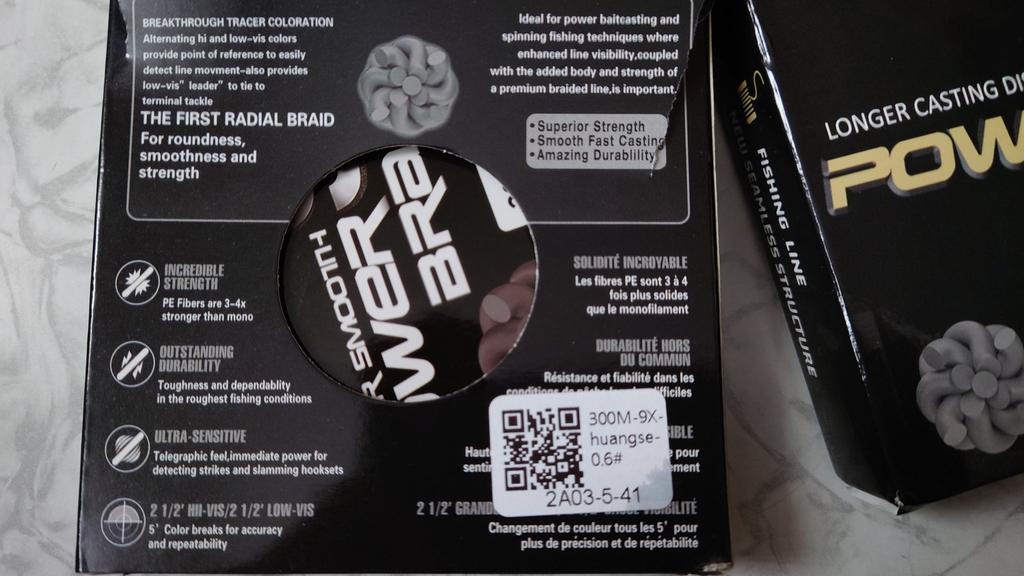 BREAKTHROUGH TRACER COLORATION
Alternating hi and low-vis colors
provide point of reference to easily
detect line movment-also provides
low-vis" leader" to tie to
terminal tackle
THE FIRST RADIAL BRAID
For roundness,
smoothness and
strength
Ideal for power baitcasting and
spinning fishing techniques where
enhanced line visibility,coupled
with the added body and strength of
a premium braided line,is important.
• Superior Strength
• Smooth Fast Casting
• Amazing Durablility
INCREDIBLE
STRENGTH
PE Fibers are 3-4x
stronger than mono
OUTSTANDING
DURABILITY
Toughness and dependablity
in the roughest fishing conditions
ULTRA-SENSITIVE
Telegraphic feel,immediate power for
detecting strikes and slamming hooksets
2 1/2' HII-VIS/2 1/2' LOW-VIS
5' Color breaks for accuracy
and repeatability
SOLIDITÉ INCROYABLE
Les fibres PE sont 3 à 4
fois plus solides
que le monofilament
DURABILITÉ HORS
DU COMMUN
Résistance et fiabilité dans les
pour
2 1/2'
Changement de couleur tous les 5' pour
plus de précision et de répétabilité
300M-9X-
huangse-
0.6#
2A03-5-41
FISHING LINE
NEW SEAMLESS STRUCTURE
LONGER CASTING